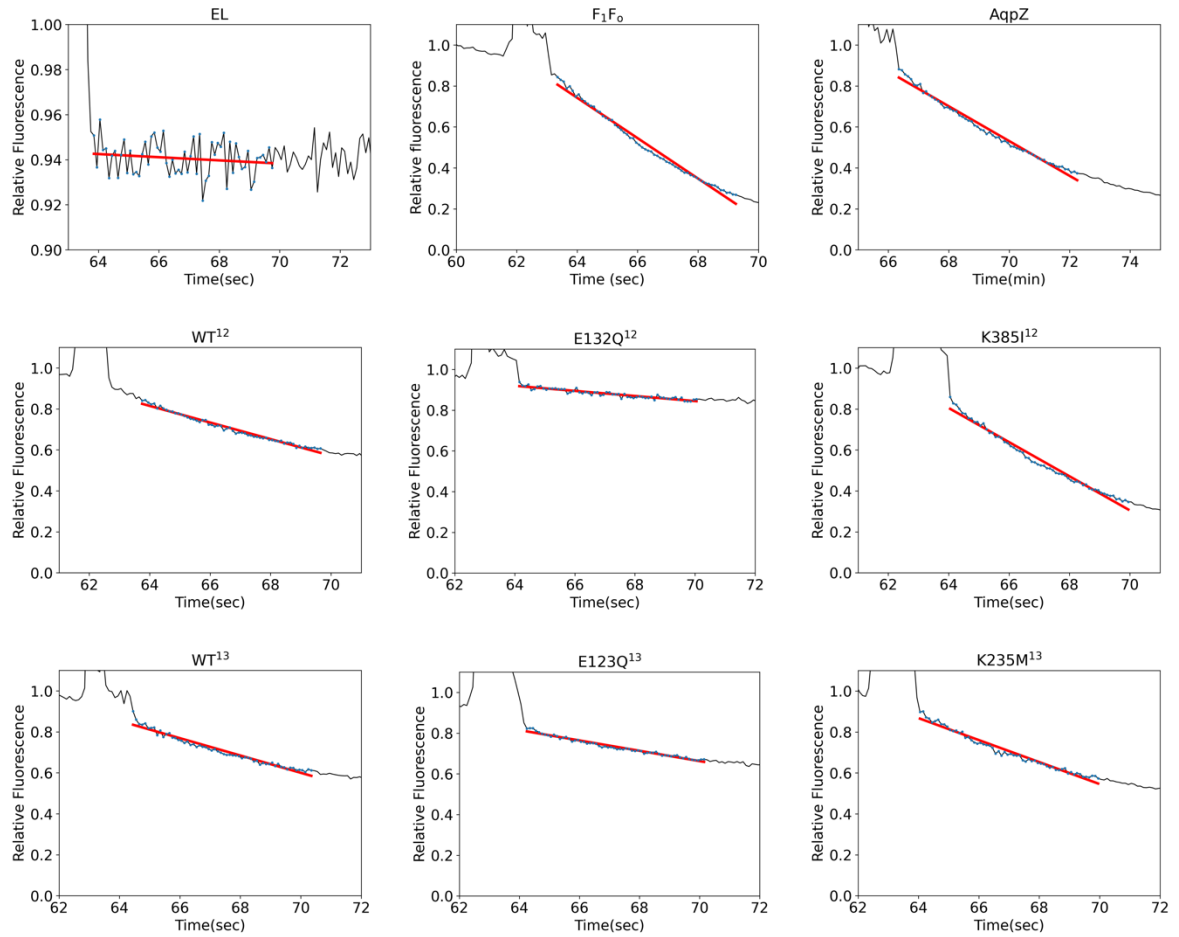 EL
1.00
0.98
0.96
0.94
0.92
0.90
Relative Fluorescence
64 66 68 70 72
Time(sec)
F₁Fₒ
1.0
0.8
0.6
0.4
0.2
0.0
Relative fluorescence
60 62 64 66 68 70
Time (sec)
AqpZ
1.0
0.8
0.6
0.4
0.2
0.0
Relative Fluorescence
66 68 70 72 74
Time(min)
WT¹²
1.0
0.8
0.6
0.4
0.2
0.0
Relative Fluorescence
62 64 66 68 70
Time(sec)
E132Q¹²
1.0
0.8
0.6
0.4
0.2
0.0
Relative Fluorescence
62 64 66 68 70 72
Time(sec)
K385I¹²
1.0
0.8
0.6
0.4
0.2
0.0
Relative Fluorescence
62 64 66 68 70
Time(sec)
WT¹³
1.0
0.8
0.6
0.4
0.2
0.0
Relative Fluorescence
62 64 66 68 70 72
Time(sec)
E123Q¹³
1.0
0.8
0.6
0.4
0.2
0.0
Relative Fluorescence
62 64 66 68 70 72
Time(sec)
K235M¹³
1.0
0.8
0.6
0.4
0.2
0.0
Relative Fluorescence
62 64 66 68 70 72
Time(sec)